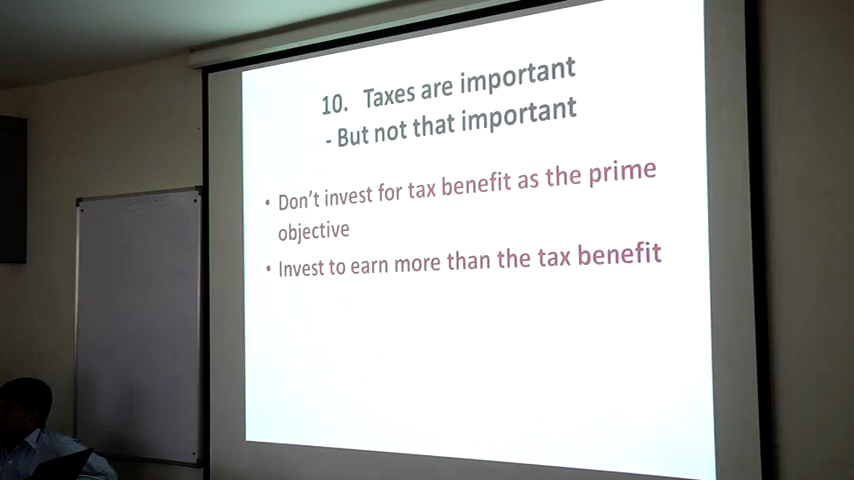 10. Taxes are important
- But not that important
• Don't invest for tax benefit as the prime
objective
• Invest to earn more than the tax benefit